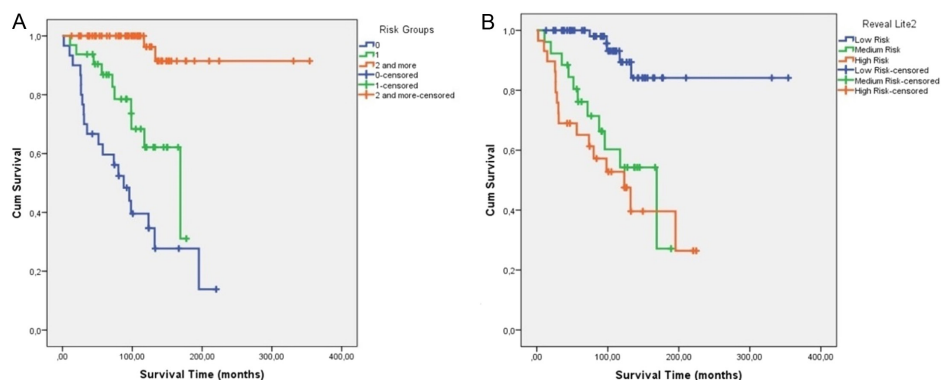 A
Risk Groups
0
1
2 and more
0-censored
1-censored
2 and more-censored
1,0
0,8
0,6
0,4
0,2
0,0
Cum Survival
,00
100,00
200,00
300,00
400,00
Survival Time (months)
B
Reveal Lite2
Low Risk
Medium Risk
High Risk
Low Risk-censored
Medium Risk-censored
High Risk-censored
1,0
0,8
0,6
0,4
0,2
0,0
Cum Survival
,00
100,00
200,00
300,00
400,00
Survival Time (months)